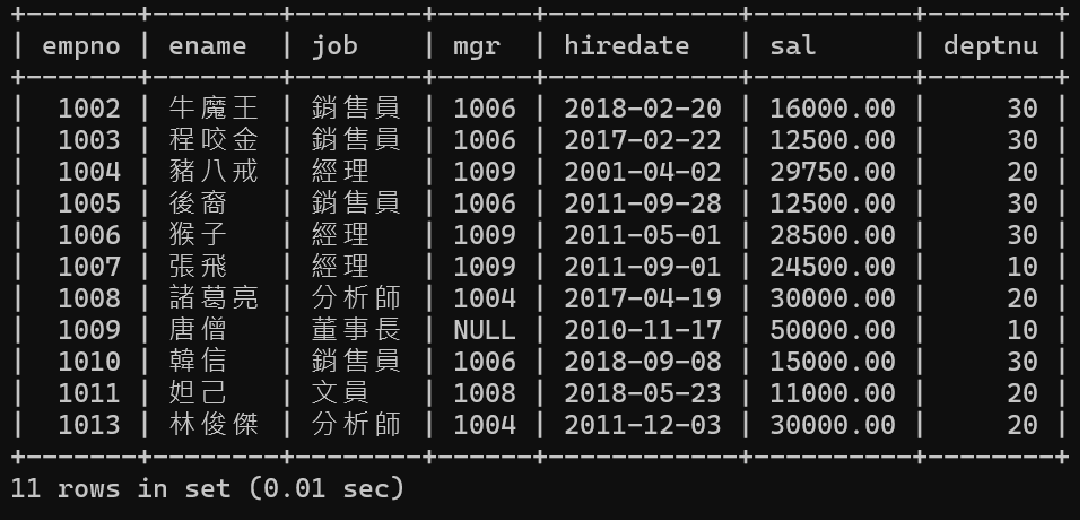 +-------+--------+--------+------+------------+----------+--------+
| empno | ename | job | mgr | hiredate | sal | deptnu |
+-------+--------+--------+------+------------+----------+--------+
| 1002 | 牛魔王 | 銷售員 | 1006 | 2018-02-20 | 16000.00 | 30 |
| 1003 | 程咬金 | 銷售員 | 1006 | 2017-02-22 | 12500.00 | 30 |
| 1004 | 豬八戒 | 經理 | 1009 | 2001-04-02 | 29750.00 | 20 |
| 1005 | 後裔 | 銷售員 | 1006 | 2011-09-28 | 12500.00 | 30 |
| 1006 | 猴子 | 經理 | 1009 | 2011-05-01 | 28500.00 | 30 |
| 1007 | 張飛 | 經理 | 1009 | 2011-09-01 | 24500.00 | 10 |
| 1008 | 諸葛亮 | 分析師 | 1004 | 2017-04-19 | 30000.00 | 20 |
| 1009 | 唐僧 | 董事長 | NULL | 2010-11-17 | 50000.00 | 10 |
| 1010 | 韓信 | 銷售員 | 1006 | 2018-09-08 | 15000.00 | 30 |
| 1011 | 妲己 | 文員 | 1008 | 2018-05-23 | 11000.00 | 20 |
| 1013 | 林俊傑 | 分析師 | 1004 | 2011-12-03 | 30000.00 | 20 |
+-------+--------+--------+------+------------+----------+--------+
11 rows in set (0.01 sec)